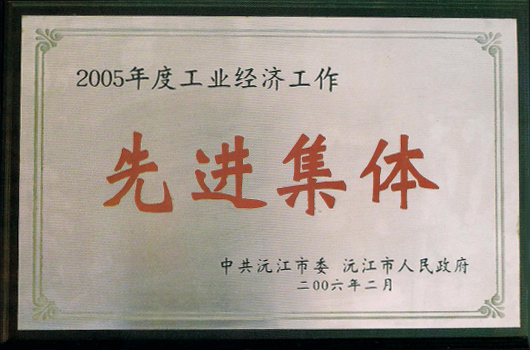 2005年度工业经济工作
先进集体
中共沅江市委 沅江市人民政府
二00六年二月